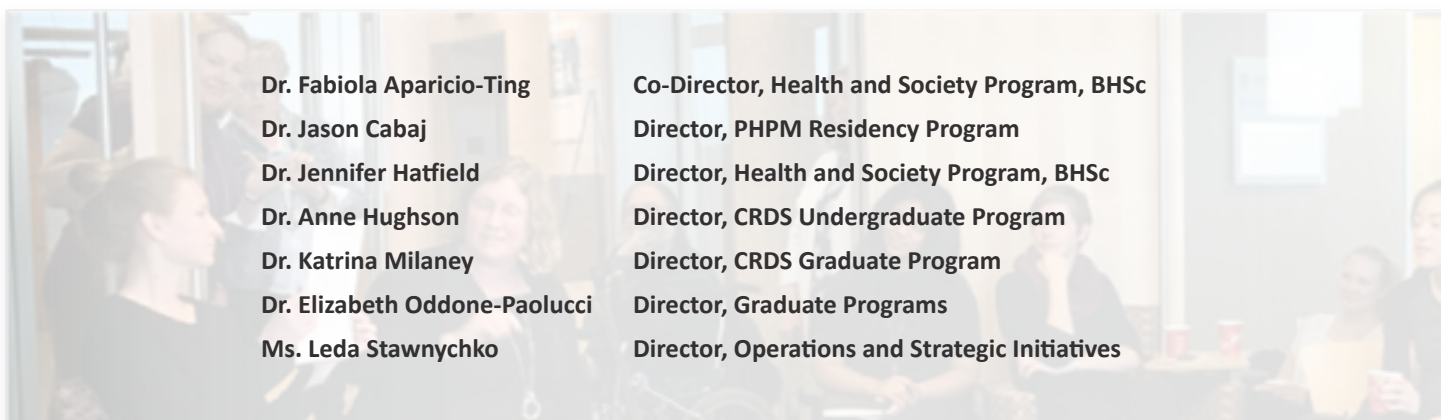 Dr. Fabiola Aparicio-Ting Co-Director, Health and Society Program, BHSc
Dr. Jason Cabaj Director, PHPM Residency Program
Dr. Jennifer Hatfield Director, Health and Society Program, BHSc
Dr. Anne Hughson Director, CRDS Undergraduate Program
Dr. Katrina Milaney Director, CRDS Graduate Program
Dr. Elizabeth Oddone-Paolucci Director, Graduate Programs
Ms. Leda Stawnychko Director, Operations and Strategic Initiatives